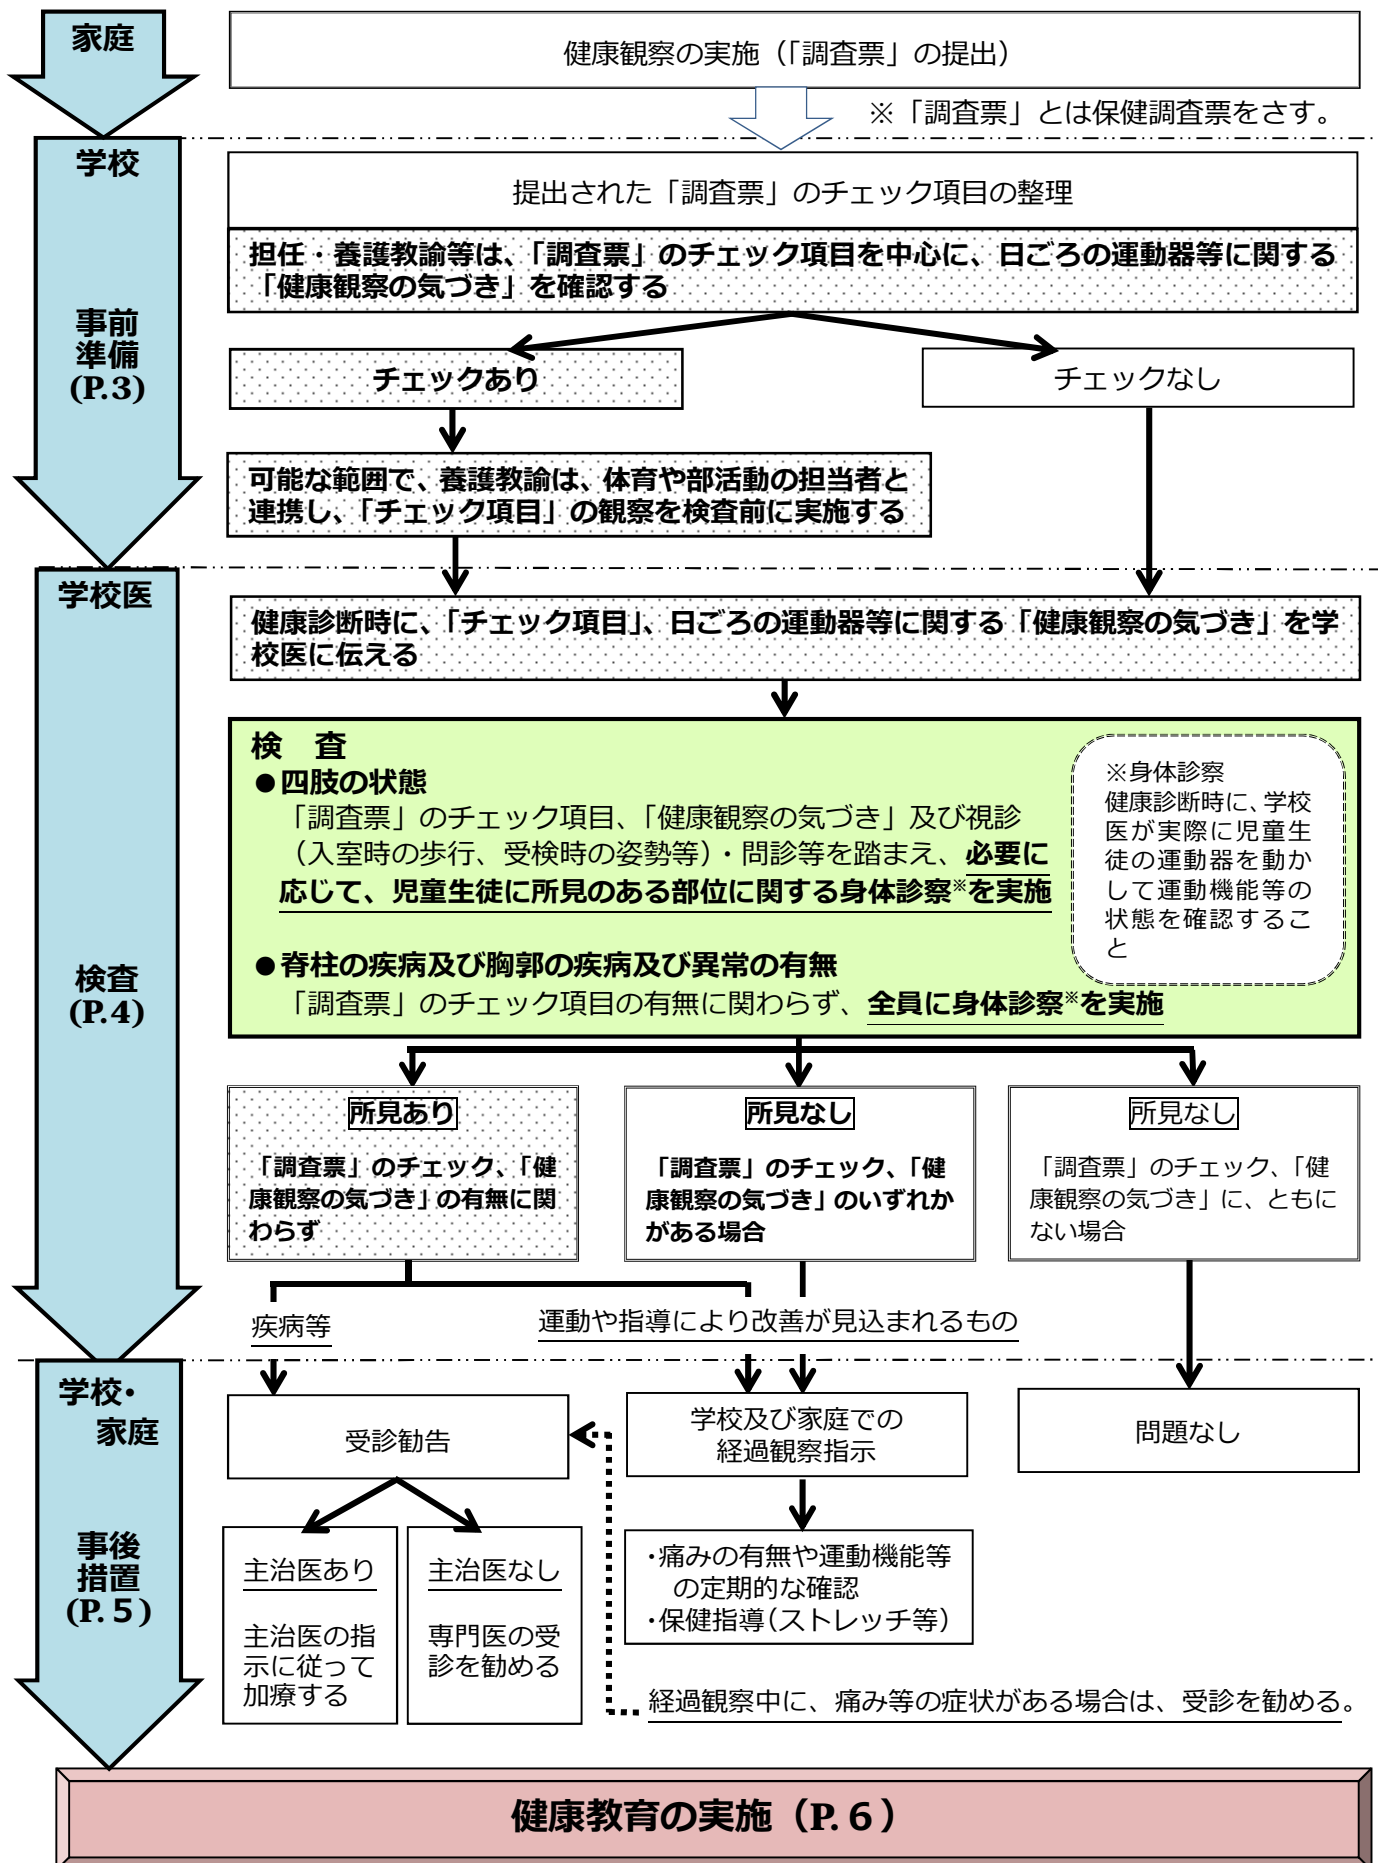 家庭
健康観察の実施（「調査票」の提出）
※「調査票」とは保健調査票をさす。
学校
事前
準備
(P.3)
提出された「調査票」のチェック項目の整理
担任・養護教諭等は、「調査票」のチェック項目を中心に、日ごろの運動器等に関する
「健康観察の気づき」を確認する
チェックあり
チェックなし
可能な範囲で、養護教諭は、体育や部活動の担当者と
連携し、「チェック項目」の観察を検査前に実施する
学校医
検査
(P.4)
健康診断時に、「チェック項目」、日ごろの運動器等に関する「健康観察の気づき」を学
校医に伝える
検　査
●四肢の状態
「調査票」のチェック項目、「健康観察の気づき」及び視診
（入室時の歩行、受検時の姿勢等）・問診等を踏まえ、必要に
応じて、児童生徒に所見のある部位に関する身体診察※を実施
●脊柱の疾病及び胸郭の疾病及び異常の有無
「調査票」のチェック項目の有無に関わらず、全員に身体診察※を実施
※身体診察
健康診断時に、学校
医が実際に児童生
徒の運動器を動か
して運動機能等の
状態を確認するこ
と
所見あり
「調査票」のチェック、「健
康観察の気づき」の有無に関
わらず
所見なし
「調査票」のチェック、「健
康観察の気づき」のいずれか
がある場合
所見なし
「調査票」のチェック、「健
康観察の気づき」に、ともに
ない場合
疾病等
運動や指導により改善が見込まれるもの
学校・
家庭
事後
措置
(P.５)
受診勧告
学校及び家庭での
経過観察指示
問題なし
主治医あり
主治医の指
示に従って
加療する
主治医なし
専門医の受
診を勧める
・痛みの有無や運動機能等
の定期的な確認
・保健指導（ストレッチ等）
経過観察中に、痛み等の症状がある場合は、受診を勧める。
健康教育の実施（P.６）